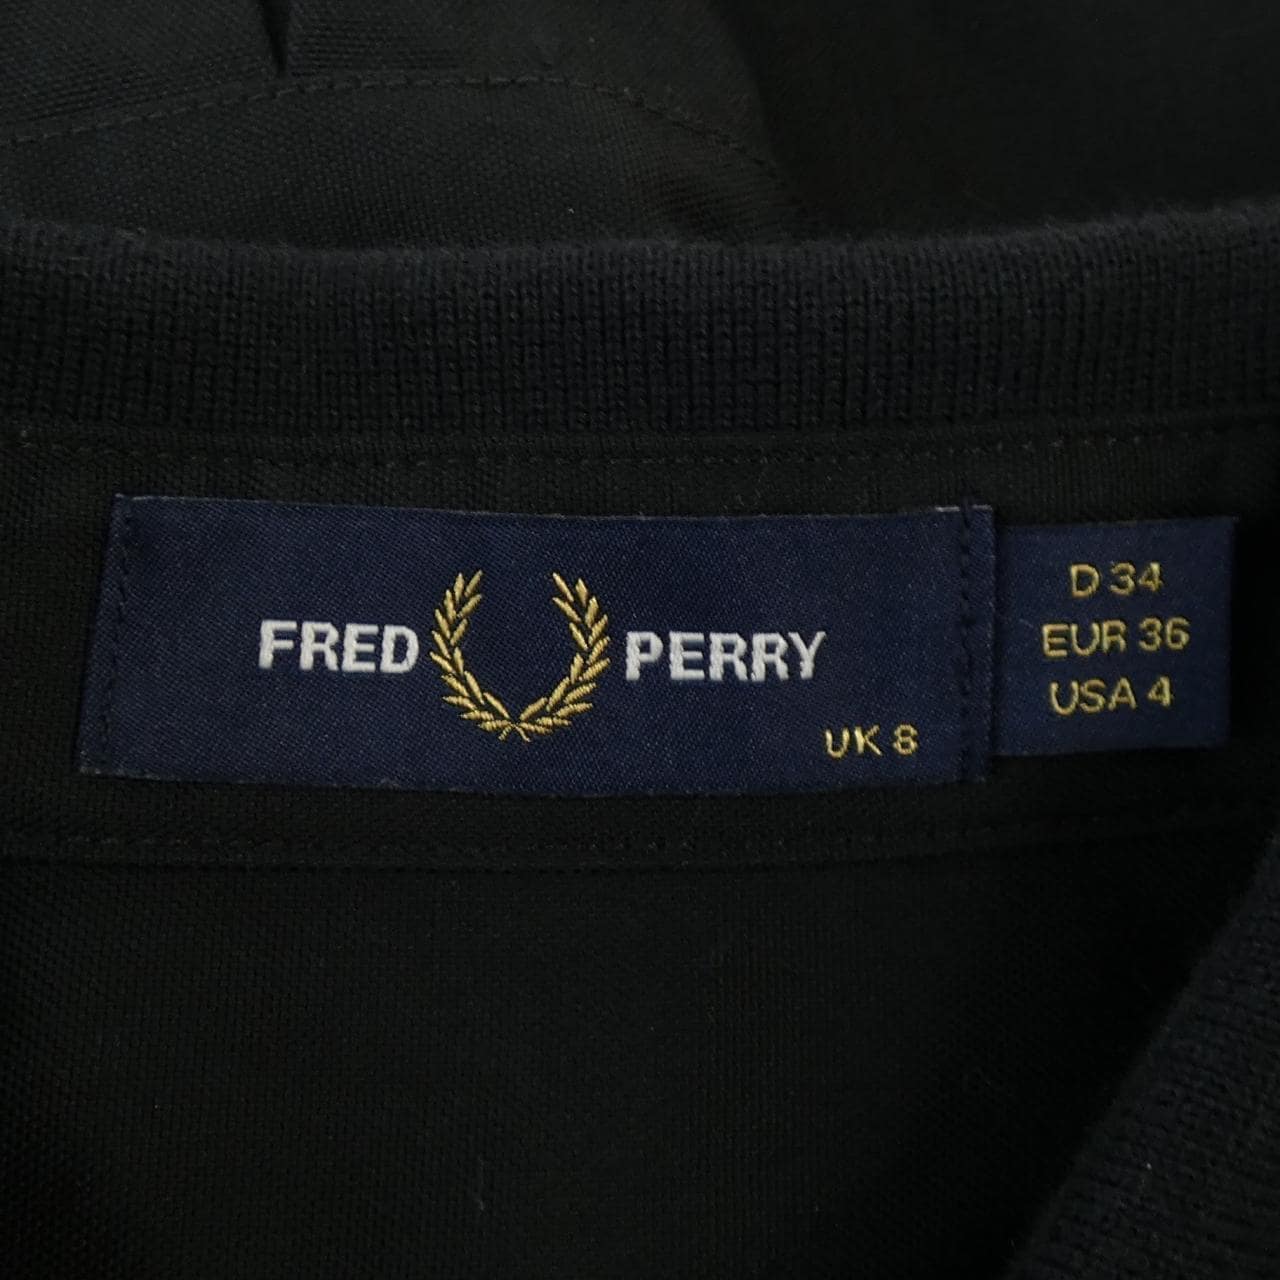 FRED PERRY
UK 8
D 34
EUR 36
USA 4